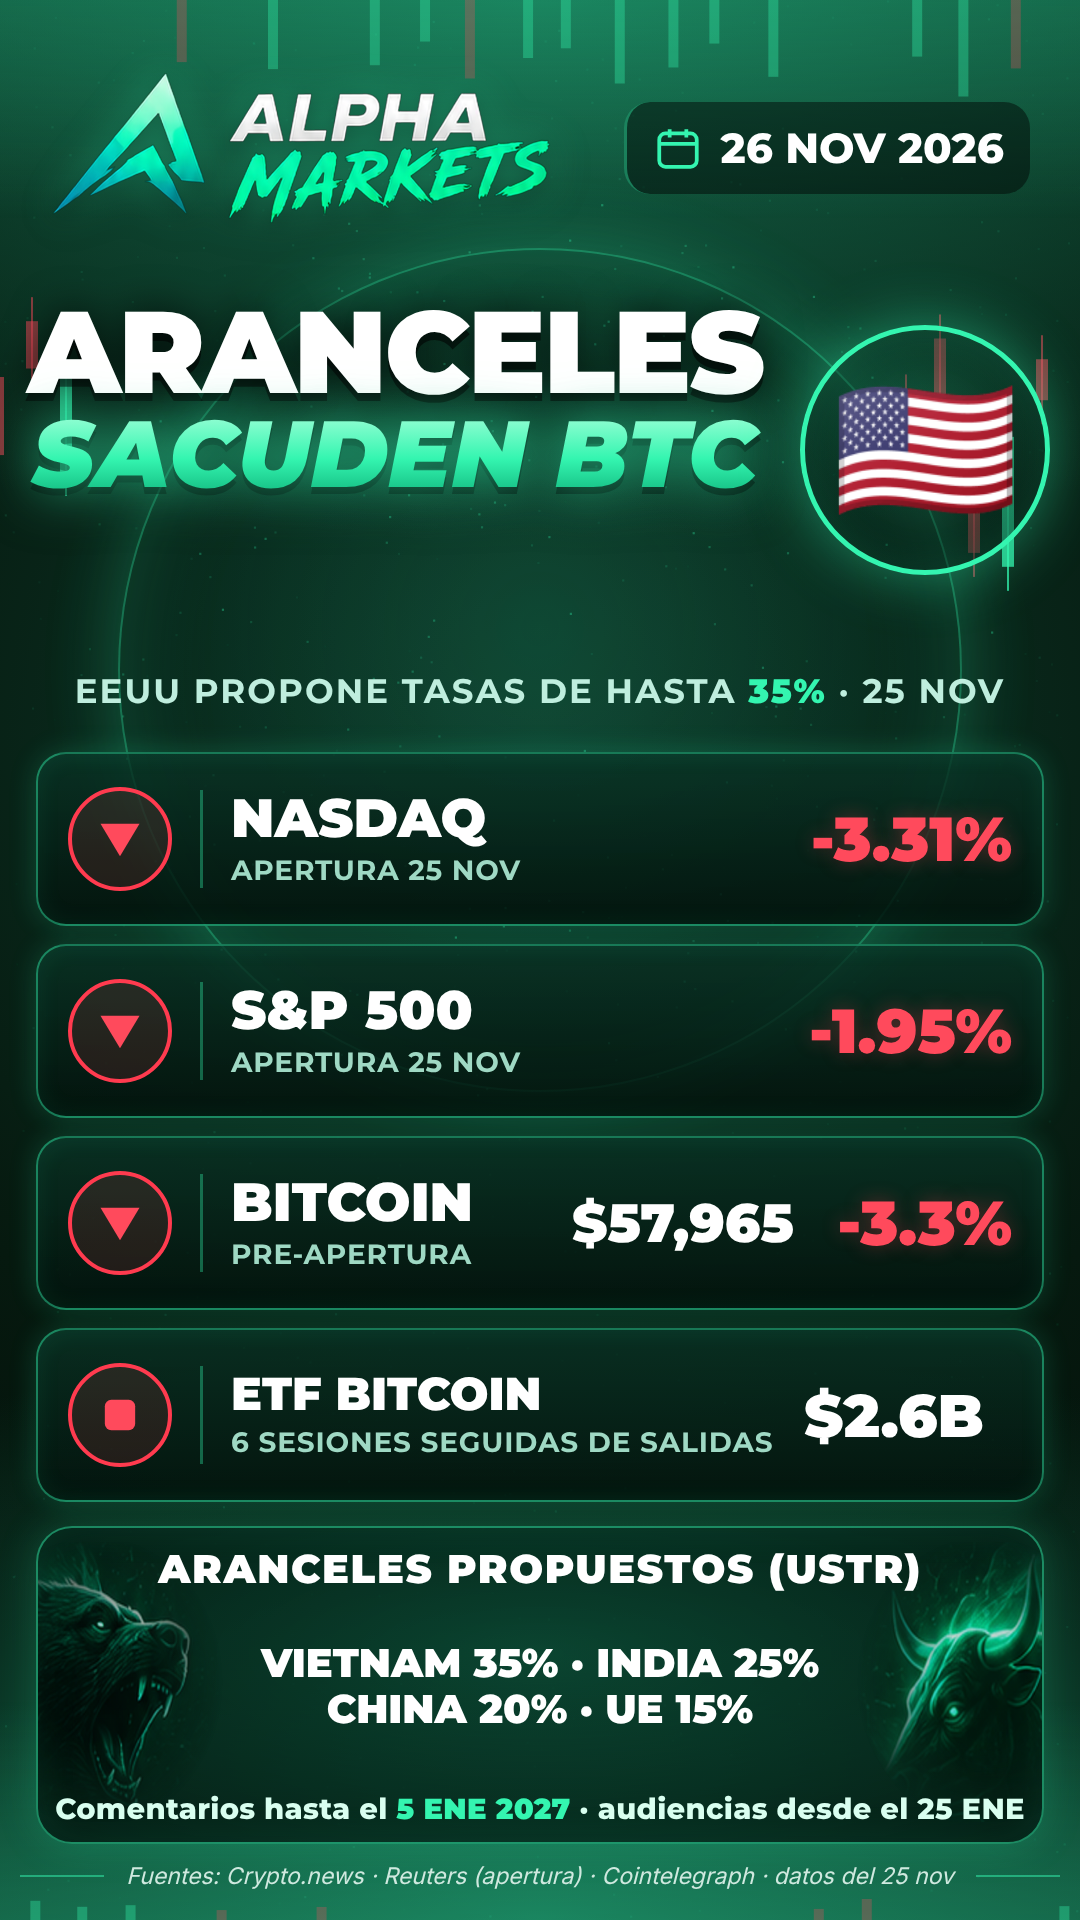 ALPHA
MARKETS
26 NOV 2026
ARANCELES
SACUDEN BTC
EEUU PROPONE TASAS DE HASTA 35% · 25 NOV
NASDAQ
APERTURA 25 NOV
-3.31%
S&P 500
APERTURA 25 NOV
-1.95%
BITCOIN
PRE-APERTURA
$57,965 -3.3%
ETF BITCOIN
6 SESIONES SEGUIDAS DE SALIDAS
$2.6B
ARANCELES PROPUESTOS (USTR)
VIETNAM 35% · INDIA 25%
CHINA 20% · UE 15%
Comentarios hasta el 5 ENE 2027 · audiencias desde el 25 ENE
Fuentes: Crypto.news · Reuters (apertura) · Cointelegraph · datos del 25 nov